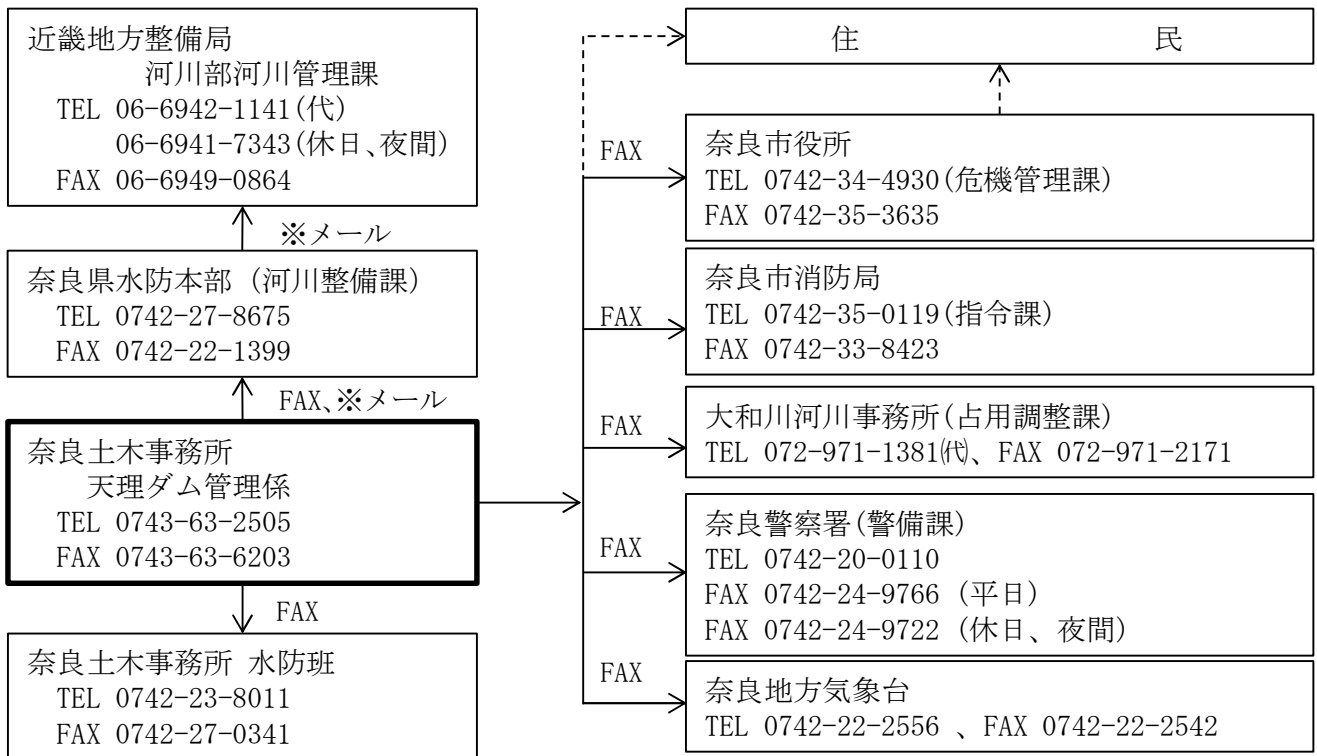 近畿地方整備局
河川部河川管理課
TEL 06-6942-1141(代)
06-6941-7343(休日、夜間)
FAX 06-6949-0864
※メール
奈良県水防本部 (河川整備課)
TEL 0742-27-8675
FAX 0742-22-1399
FAX、※メール
奈良土木事務所
天理ダム管理係
TEL 0743-63-2505
FAX 0743-63-6203
FAX
奈良土木事務所 水防班
TEL 0742-23-8011
FAX 0742-27-0341
住 民
FAX
奈良市役所
TEL 0742-34-4930(危機管理課)
FAX 0742-35-3635
FAX
奈良市消防局
TEL 0742-35-0119(指令課)
FAX 0742-33-8423
FAX
大和川河川事務所(占用調整課)
TEL 072-971-1381㈹、FAX 072-971-2171
FAX
奈良警察署(警備課)
TEL 0742-20-0110
FAX 0742-24-9766 (平日)
FAX 0742-24-9722 (休日、夜間)
FAX
奈良地方気象台
TEL 0742-22-2556 、FAX 0742-22-2542